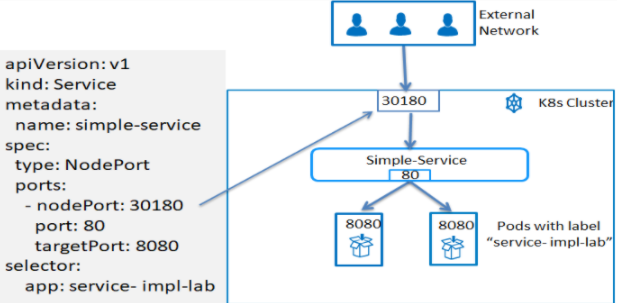 apiVersion: v1
kind: Service
metadata:
name: simple-service
spec:
type: NodePort
ports:
- nodePort: 30180
port: 80
targetPort: 8080
selector:
app: service- impl-lab
External
Network
30180
K8s Cluster
Simple-Service
80
8080
8080
Pods with label
“service- impl-lab”